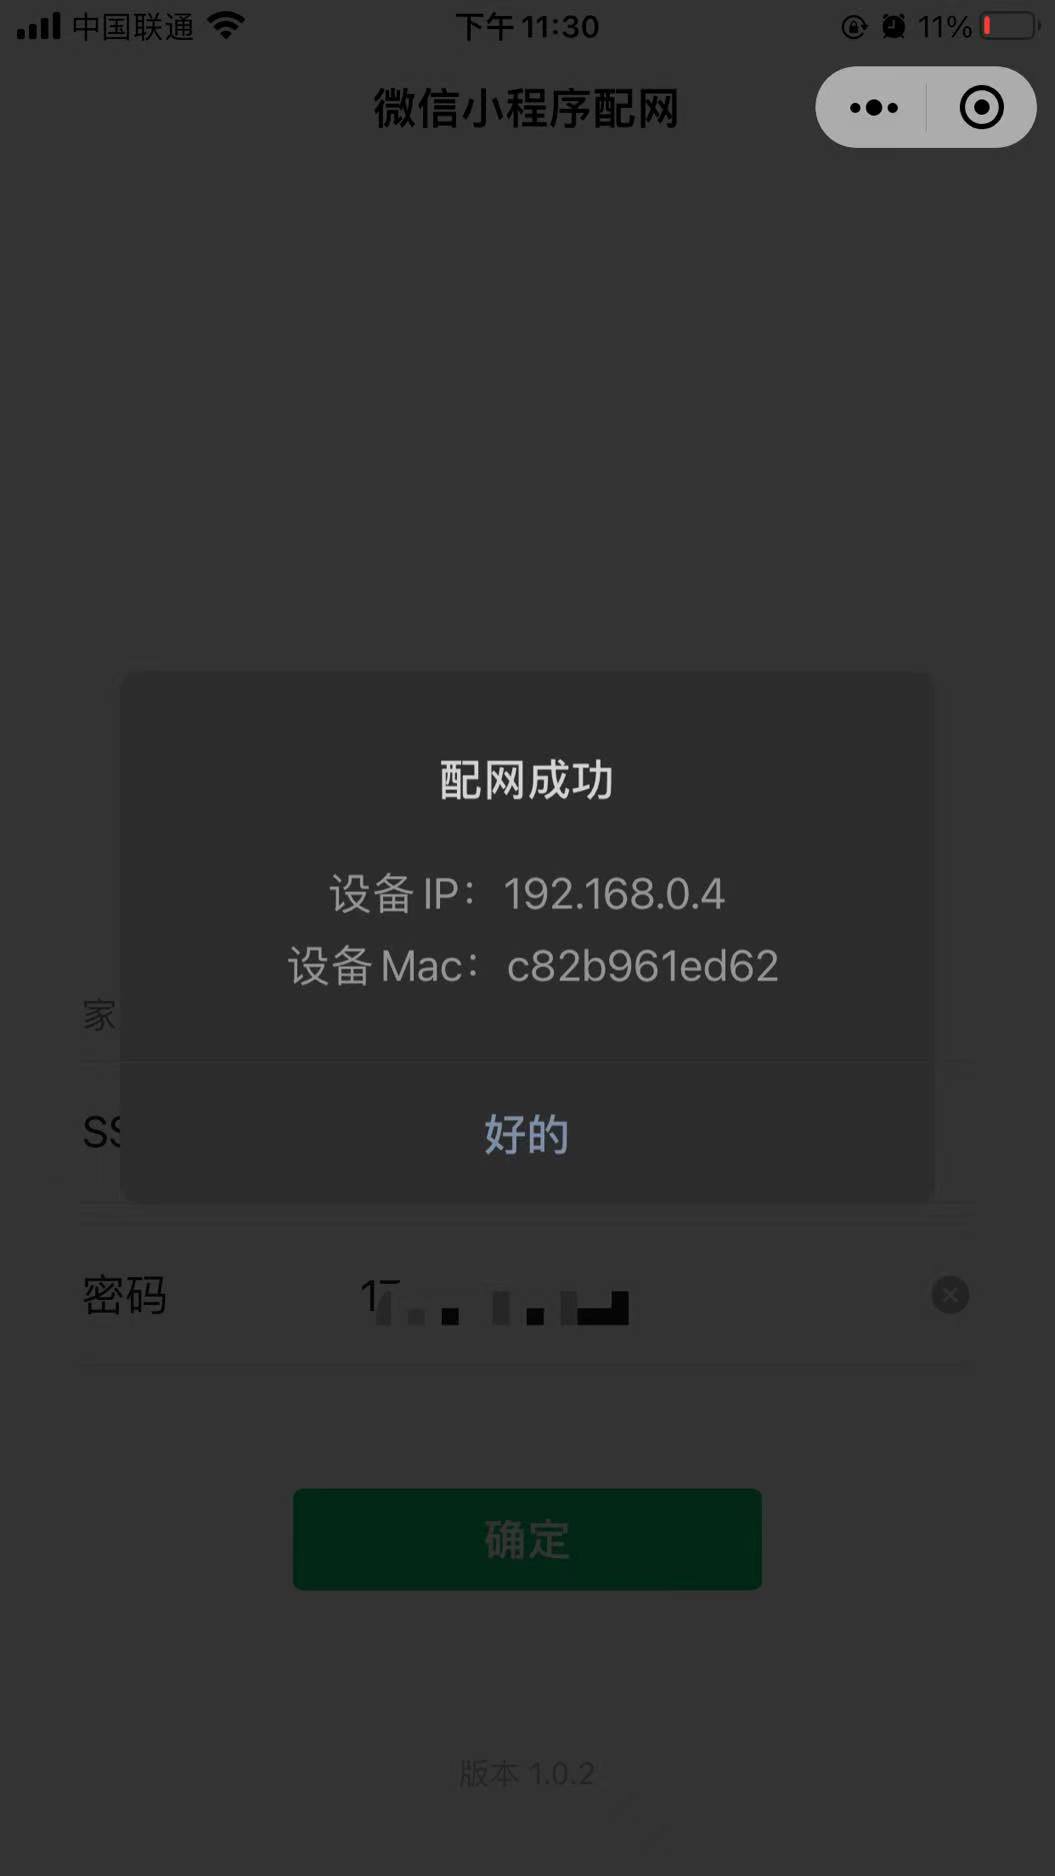 中国联通 下午11:30 11%
微信小程序配网
配网成功
设备 IP： 192.168.0.4
设备 Mac： c82b961ed62
家
SS
好的
密码
确定
版本 1.0.2